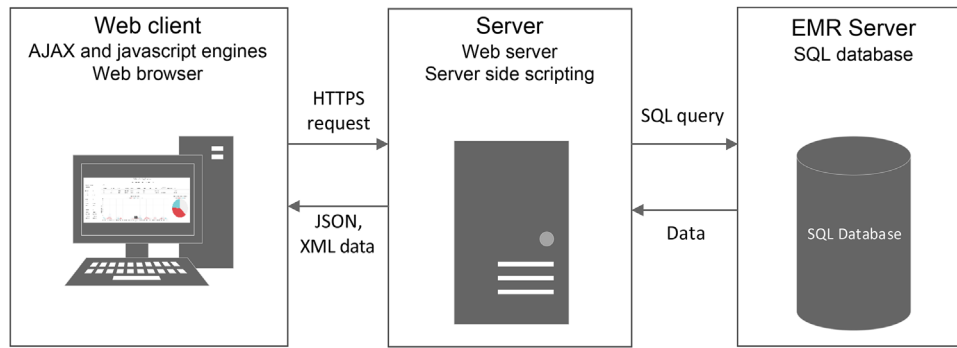 Web client
AJAX and javascript engines
Web browser
HTTPS
request
JSON,
XML data
Server
Web server
Server side scripting
SQL query
Data
EMR Server
SQL database
SQL Database